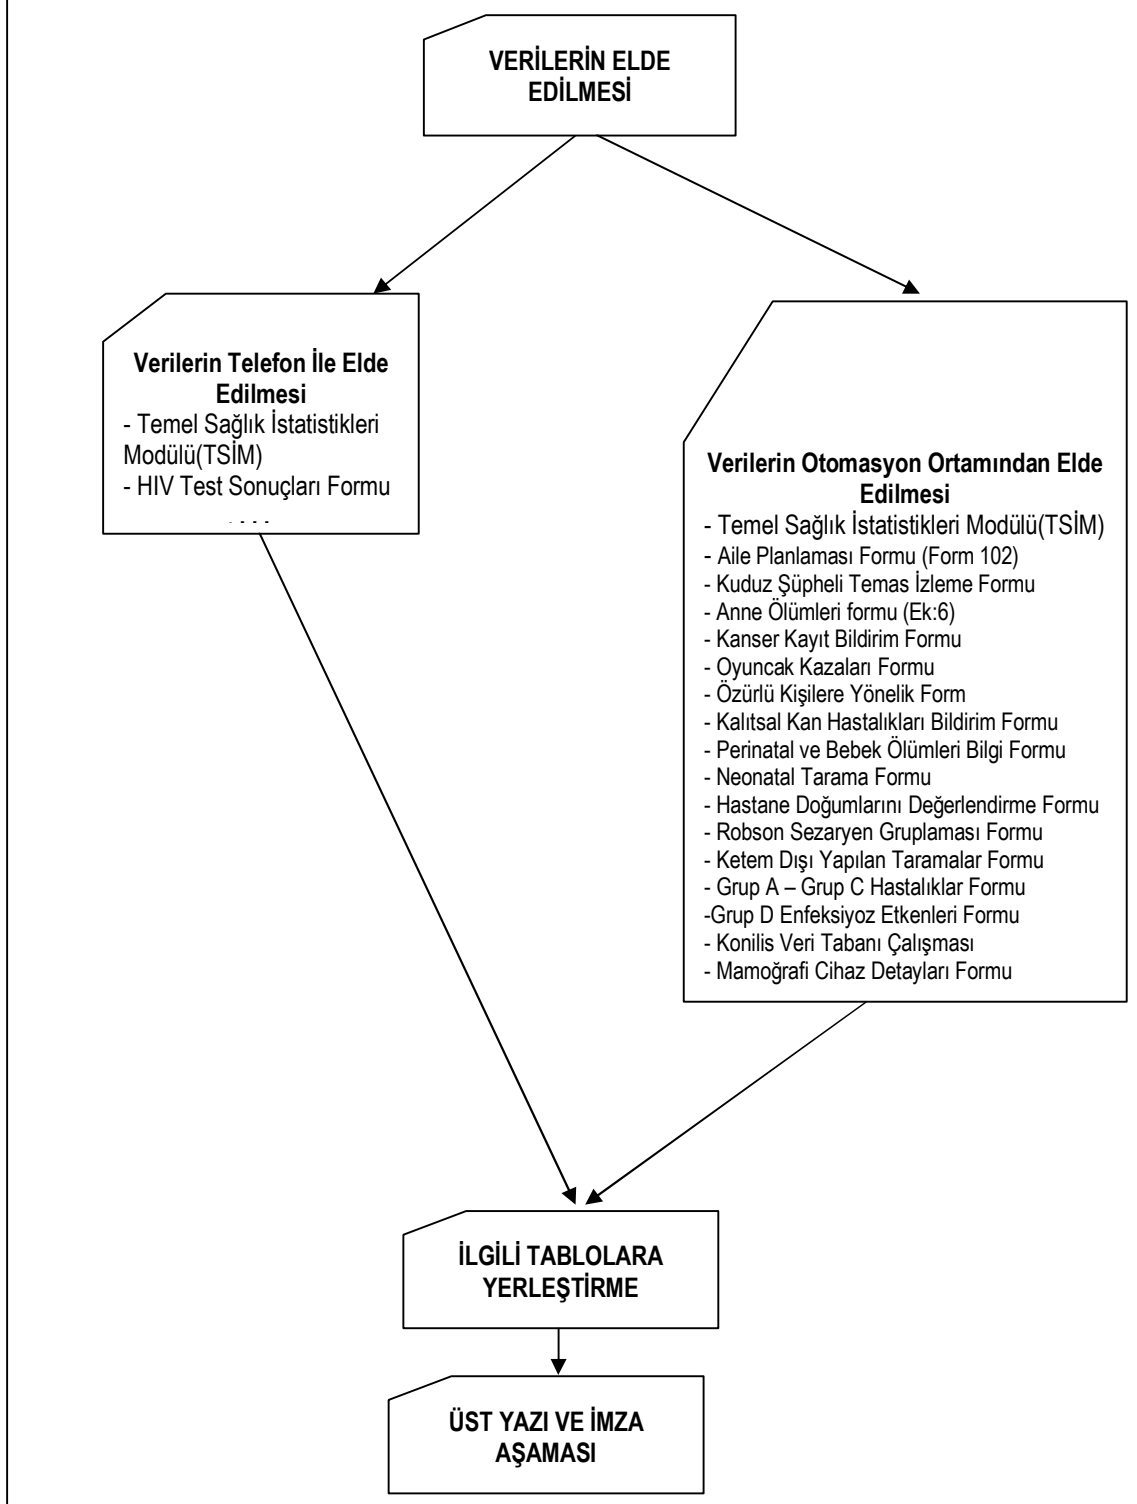 VERİLERİN ELDE
EDİLMESİ
Verilerin Telefon İle Elde
Edilmesi
- Temel Sağlık İstatistikleri
Modülü(TSİM)
- HIV Test Sonuçları Formu
Verilerin Otomasyon Ortamından Elde
Edilmesi
- Temel Sağlık İstatistikleri Modülü(TSİM)
- Aile Planlaması Formu (Form 102)
- Kuduz Şüpheli Temas İzleme Formu
- Anne Ölümleri formu (Ek:6)
- Kanser Kayıt Bildirim Formu
- Oyuncak Kazaları Formu
- Özürlü Kişilere Yönelik Form
- Kalıtsal Kan Hastalıkları Bildirim Formu
- Perinatal ve Bebek Ölümleri Bilgi Formu
- Neonatal Tarama Formu
- Hastane Doğumlarını Değerlendirme Formu
- Robson Sezaryen Gruplaması Formu
- Ketem Dışı Yapılan Taramalar Formu
- Grup A – Grup C Hastalıklar Formu
-Grup D Enfeksiyoz Etkenleri Formu
- Konilis Veri Tabanı Çalışması
- Mamoğrafi Cihaz Detayları Formu
İLGİLİ TABLOLARA
YERLEŞTİRME
ÜST YAZI VE İMZA
AŞAMASI